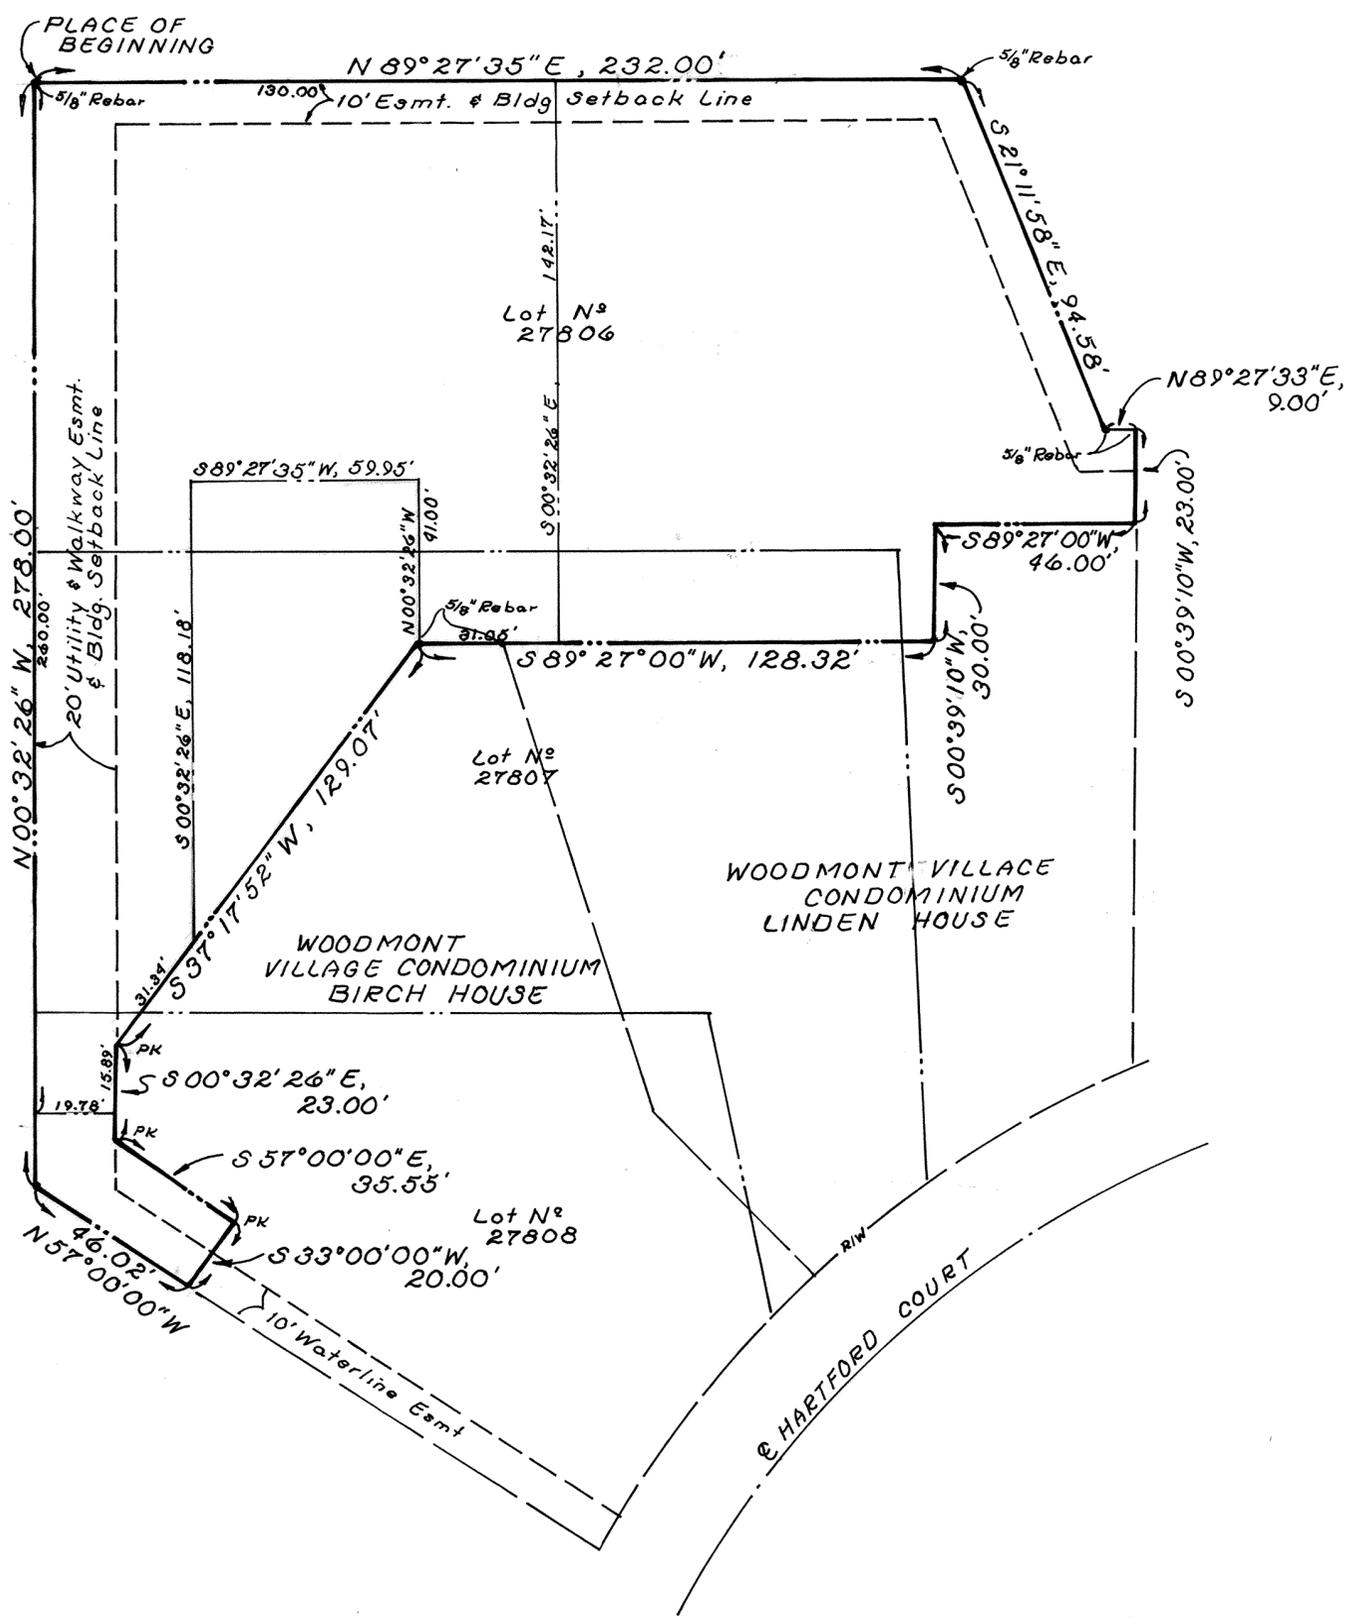 PLACE OF
BEGINNING
N 89°27'35"E, 232.00'
5/8" Rebar
5/8" Rebar
130.00'
10' Esmt. & Bldg Setback Line
S 21°11'58" E, 94.58'
142.17'
S 00°32'26" E
Lot Nº
27806
N 89°27'33"E,
9.00'
5/8" Rebar
S 00°39'10"W, 23.00'
S 89°27'35"W, 59.95'
N 00°32'26"W
41.00'
S 89°27'00"W,
46.00'
N 00°32'26" W, 278.00'
260.00'
20' Utility & Walkway Esmt.
& Bldg. Setback Line
5/8" Rebar
S 89°27'00"W, 128.32'
30.00'
S 00°39'10"W,
S 00°32'26"E, 118.18'
S 37°17'52" W, 129.07'
Lot Nº
27807
WOODMONT VILLAGE
CONDOMINIUM
LINDEN HOUSE
WOODMONT
VILLAGE CONDOMINIUM
BIRCH HOUSE
31.34'
PK
15.89'
S 00°32'26"E,
23.00'
19.78'
PK
S 57°00'00"E,
35.55'
PK
Lot Nº
27808
S 33°00'00"W,
20.00'
46.02'
N 57°00'00"W
10' Waterline Esmt
R/W
℄ HARTFORD COURT